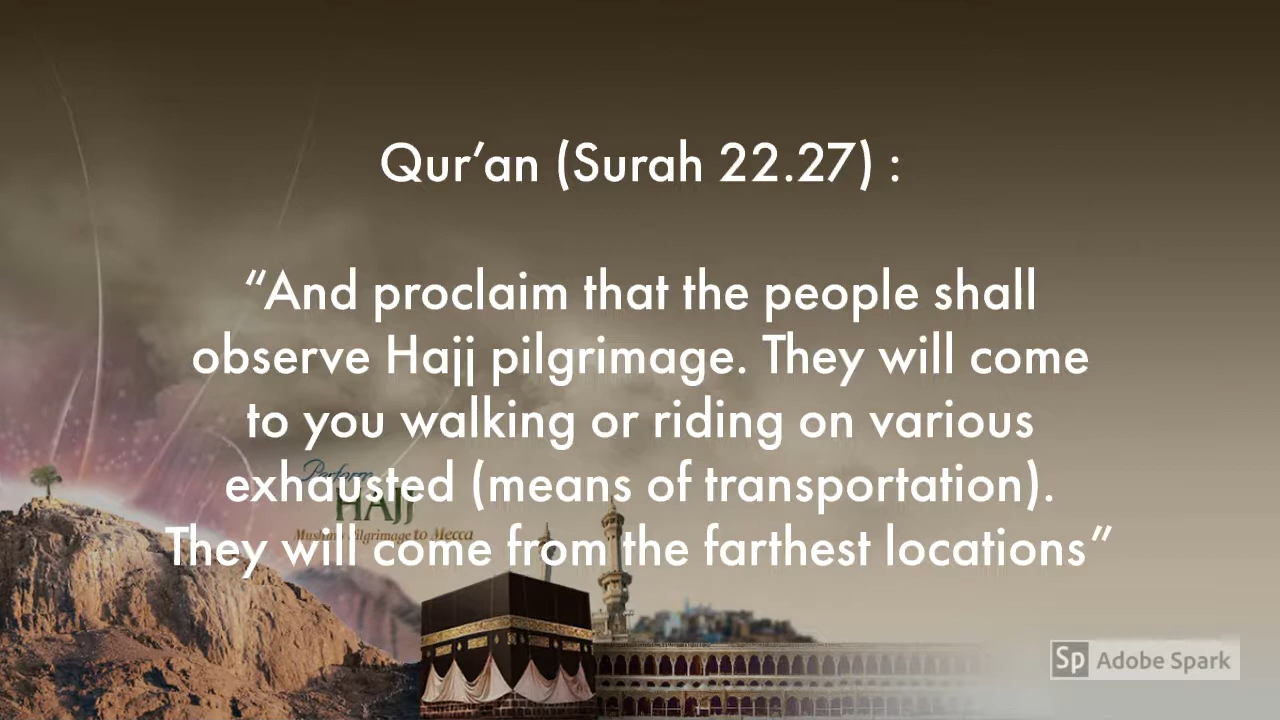 Qur’an (Surah 22.27) :
“And proclaim that the people shall
observe Hajj pilgrimage. They will come
to you walking or riding on various
exhausted (means of transportation).
They will come from the farthest locations”
Perform
HAJJ
Muslim Pilgrimage to Mecca
Sp Adobe Spark